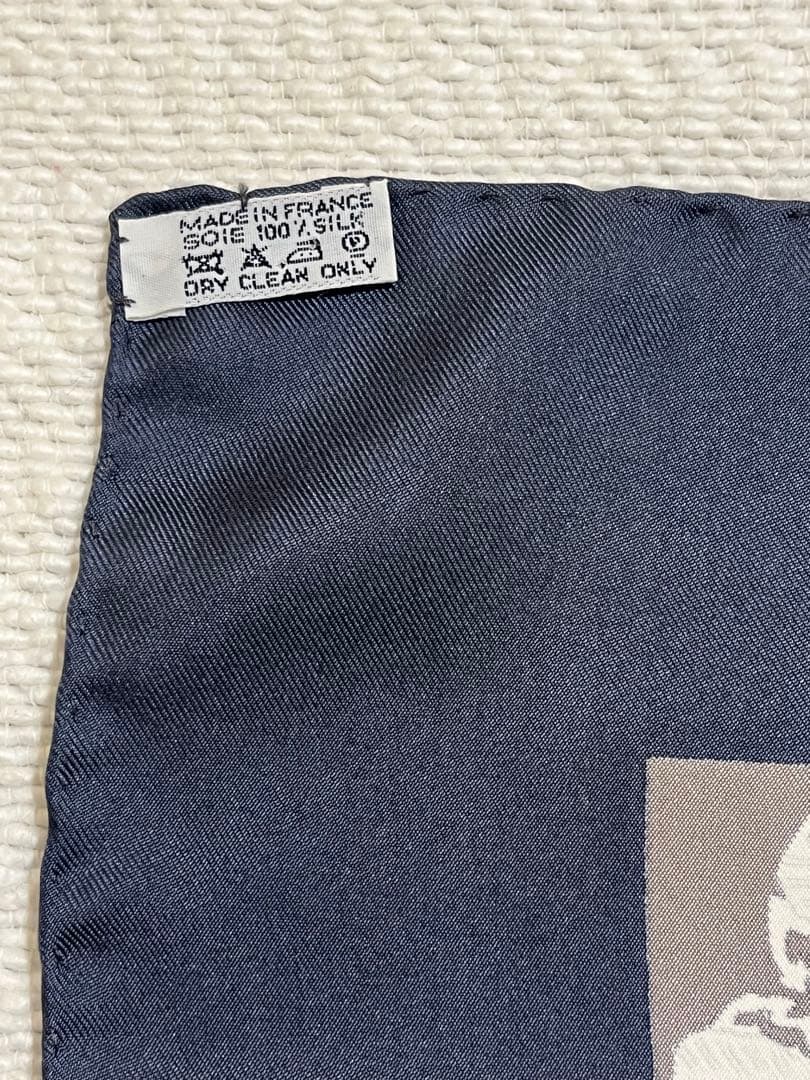 MADE IN FRANCE
SOIE 100% SILK
P
DRY CLEAN ONLY